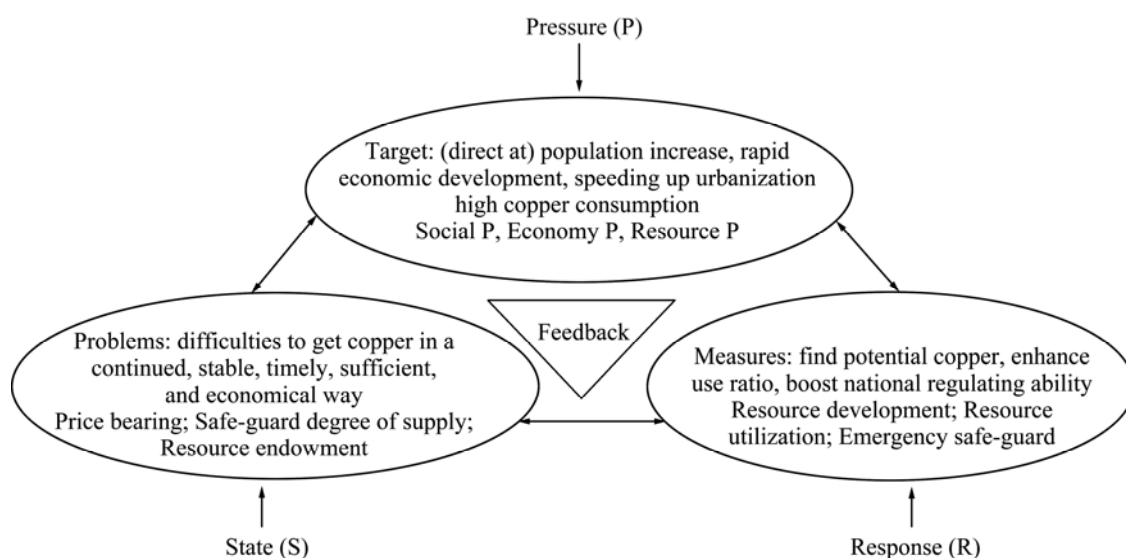 Pressure (P)
Target: (direct at) population increase, rapid
economic development, speeding up urbanization
high copper consumption
Social P, Economy P, Resource P
Feedback
Problems: difficulties to get copper in a
continued, stable, timely, sufficient,
and economical way
Price bearing; Safe-guard degree of supply;
Resource endowment
Measures: find potential copper, enhance
use ratio, boost national regulating ability
Resource development; Resource
utilization; Emergency safe-guard
State (S)
Response (R)